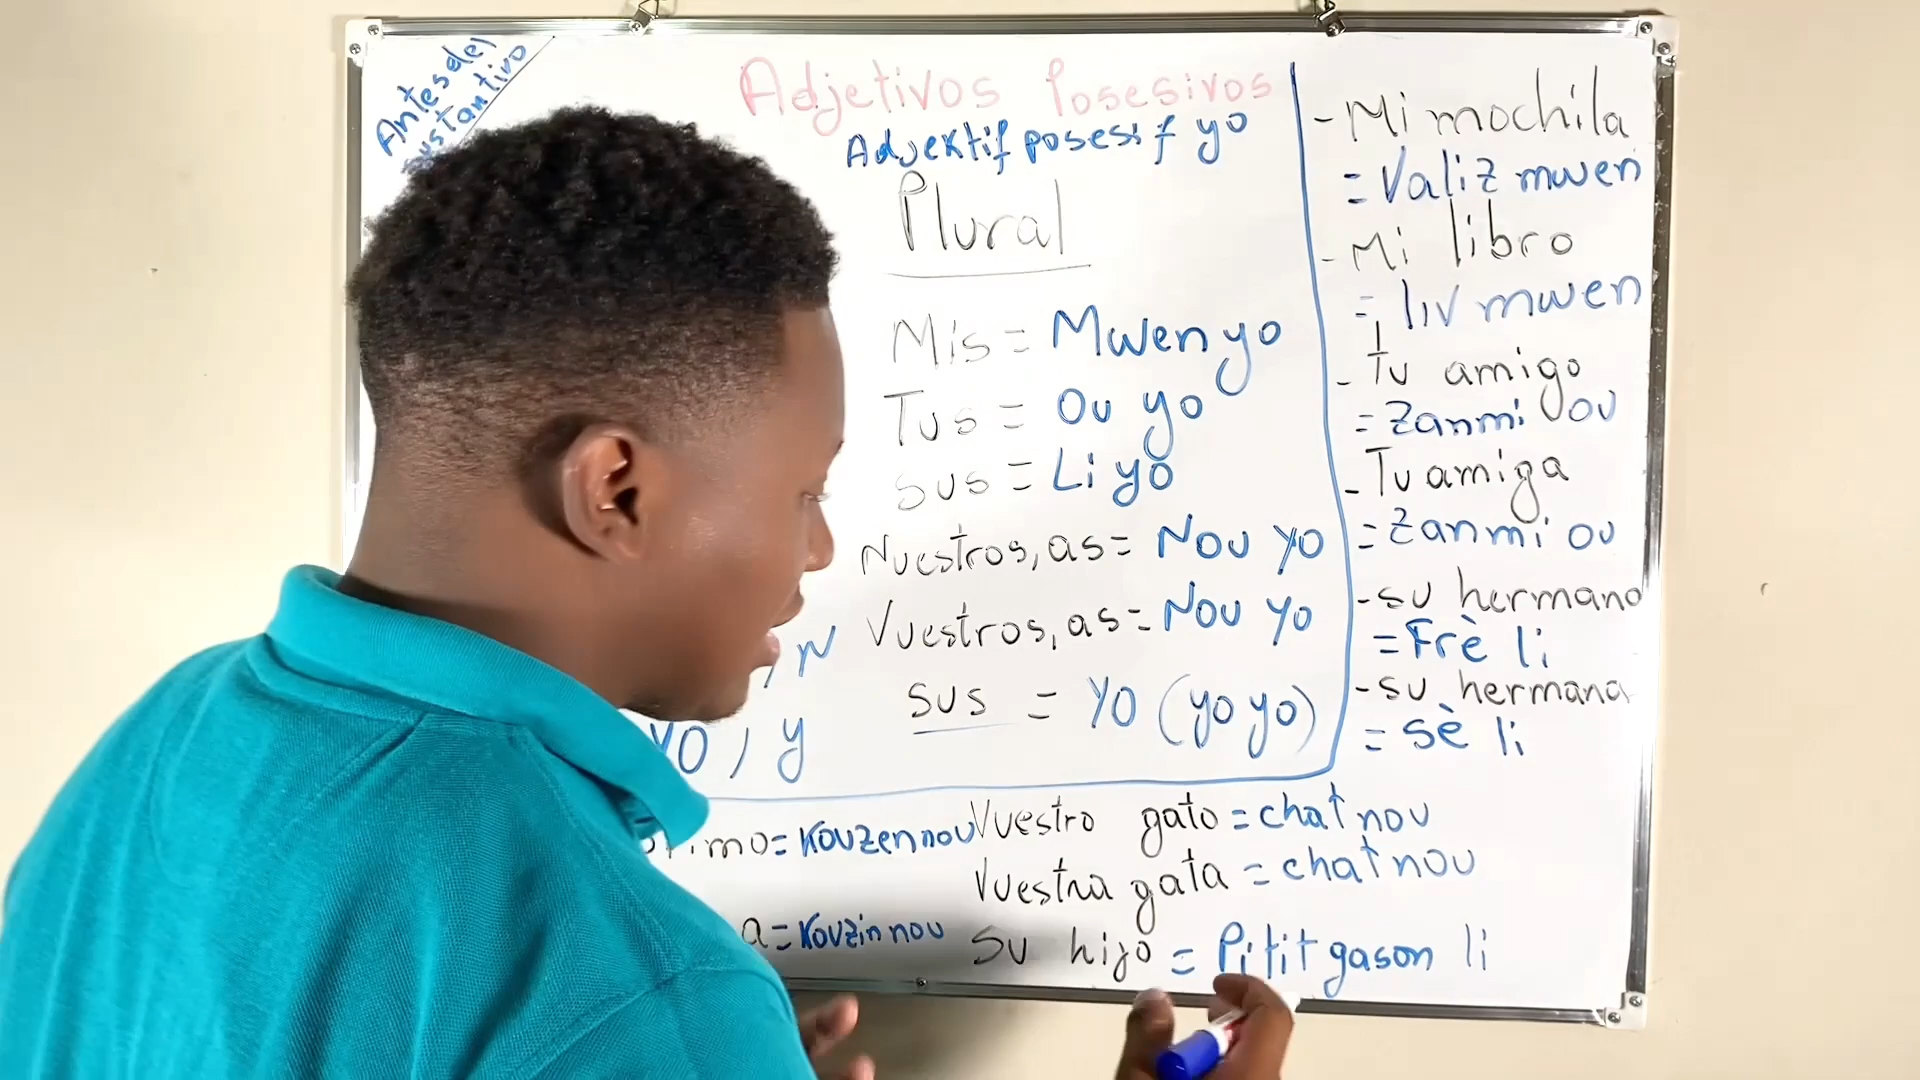 Antes del
sustantivo
Adjetivos Posesivos
Adjektif posesif yo
Plural
Mis = Mwen yo
Tus = Ou yo
sus = Li yo
Nuestros, as = Nou yo
Vuestros, as = Nou yo
sus = yo (yo yo)
, N
yo, y
- Mi mochila
= Valiz mwen
- Mi libro
= liv mwen
- Tu amigo
= Zanmi ou
- Tu amiga
= Zanmi ou
- su hermano
= Frè li
- su hermana
= sè li
rimo = Kouzen nou
a = Kouzin nou
Vuestro gato = chat nou
Vuestra gata = chat nou
Su hijo = Pitit gason li